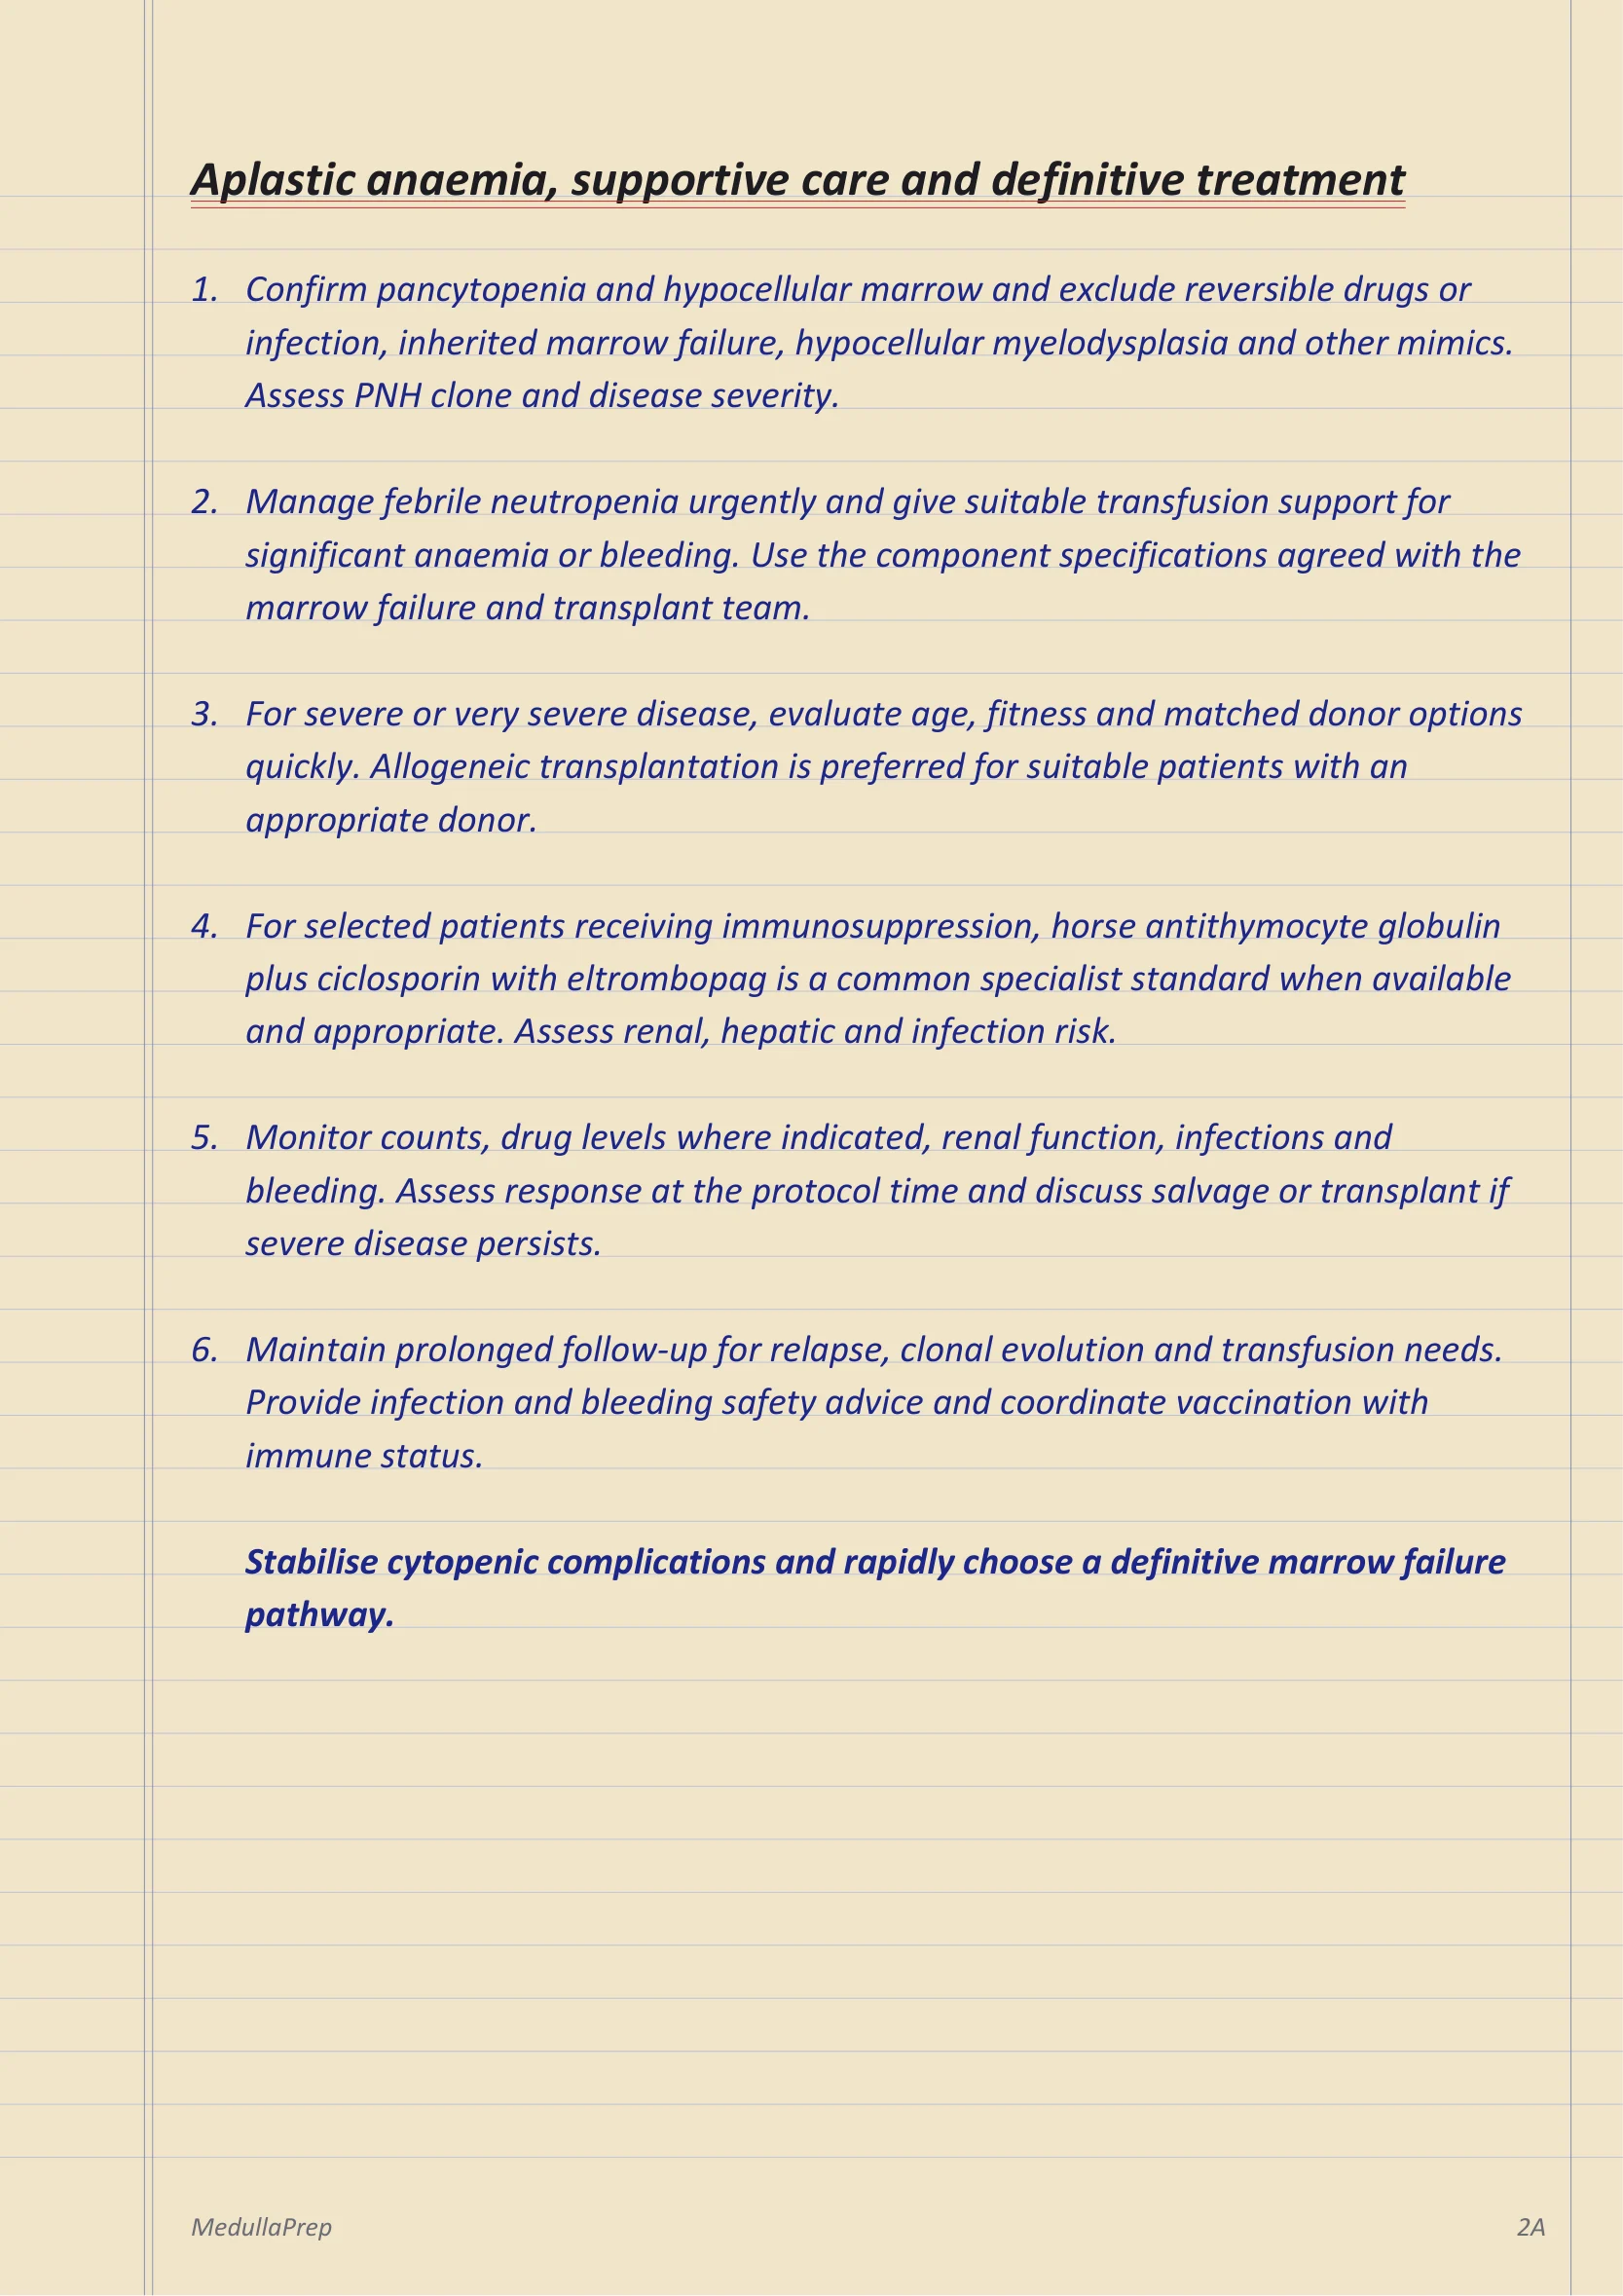 Aplastic anaemia, supportive care and definitive treatment
1. Confirm pancytopenia and hypocellular marrow and exclude reversible drugs or
infection, inherited marrow failure, hypocellular myelodysplasia and other mimics.
Assess PNH clone and disease severity.
2. Manage febrile neutropenia urgently and give suitable transfusion support for
significant anaemia or bleeding. Use the component specifications agreed with the
marrow failure and transplant team.
3. For severe or very severe disease, evaluate age, fitness and matched donor options
quickly. Allogeneic transplantation is preferred for suitable patients with an
appropriate donor.
4. For selected patients receiving immunosuppression, horse antithymocyte globulin
plus ciclosporin with eltrombopag is a common specialist standard when available
and appropriate. Assess renal, hepatic and infection risk.
5. Monitor counts, drug levels where indicated, renal function, infections and
bleeding. Assess response at the protocol time and discuss salvage or transplant if
severe disease persists.
6. Maintain prolonged follow-up for relapse, clonal evolution and transfusion needs.
Provide infection and bleeding safety advice and coordinate vaccination with
immune status.
Stabilise cytopenic complications and rapidly choose a definitive marrow failure
pathway.
MedullaPrep
2A